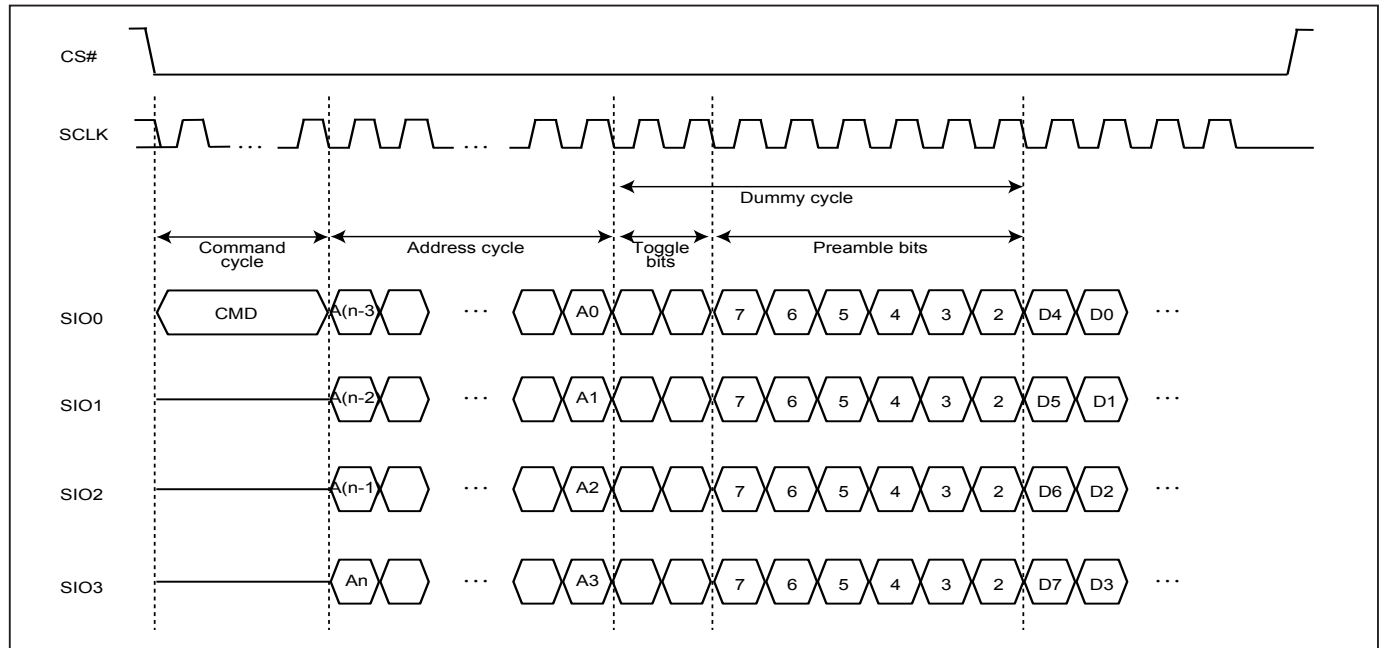 CS#
SCLK ... ...
Dummy cycle
Command cycle Address cycle Toggle bits Preamble bits
SIO0 CMD A(n-3) ... A0 7 6 5 4 3 2 D4 D0 ...
SIO1 A(n-2) ... A1 7 6 5 4 3 2 D5 D1 ...
SIO2 A(n-1) ... A2 7 6 5 4 3 2 D6 D2 ...
SIO3 An ... A3 7 6 5 4 3 2 D7 D3 ...